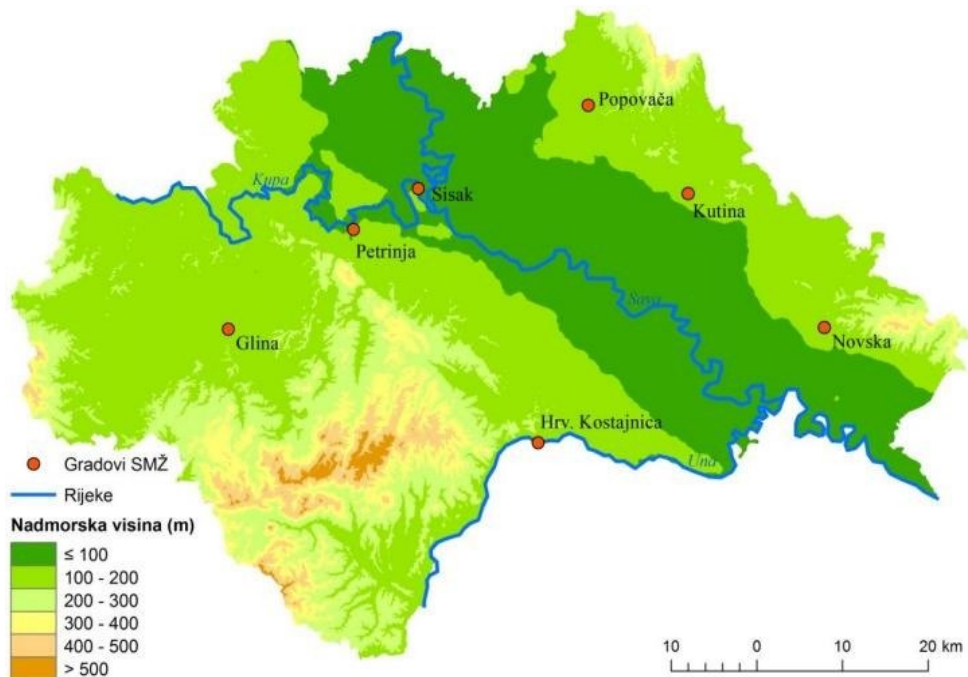 Popovača
Kupa
Sisak
Kutina
Petrinja
Sava
Glina
Novska
Hrv. Kostajnica
Una
Gradovi SMŽ
Rijeke
Nadmorska visina (m)
≤ 100
100 - 200
200 - 300
300 - 400
400 - 500
> 500
10 0 10 20 km